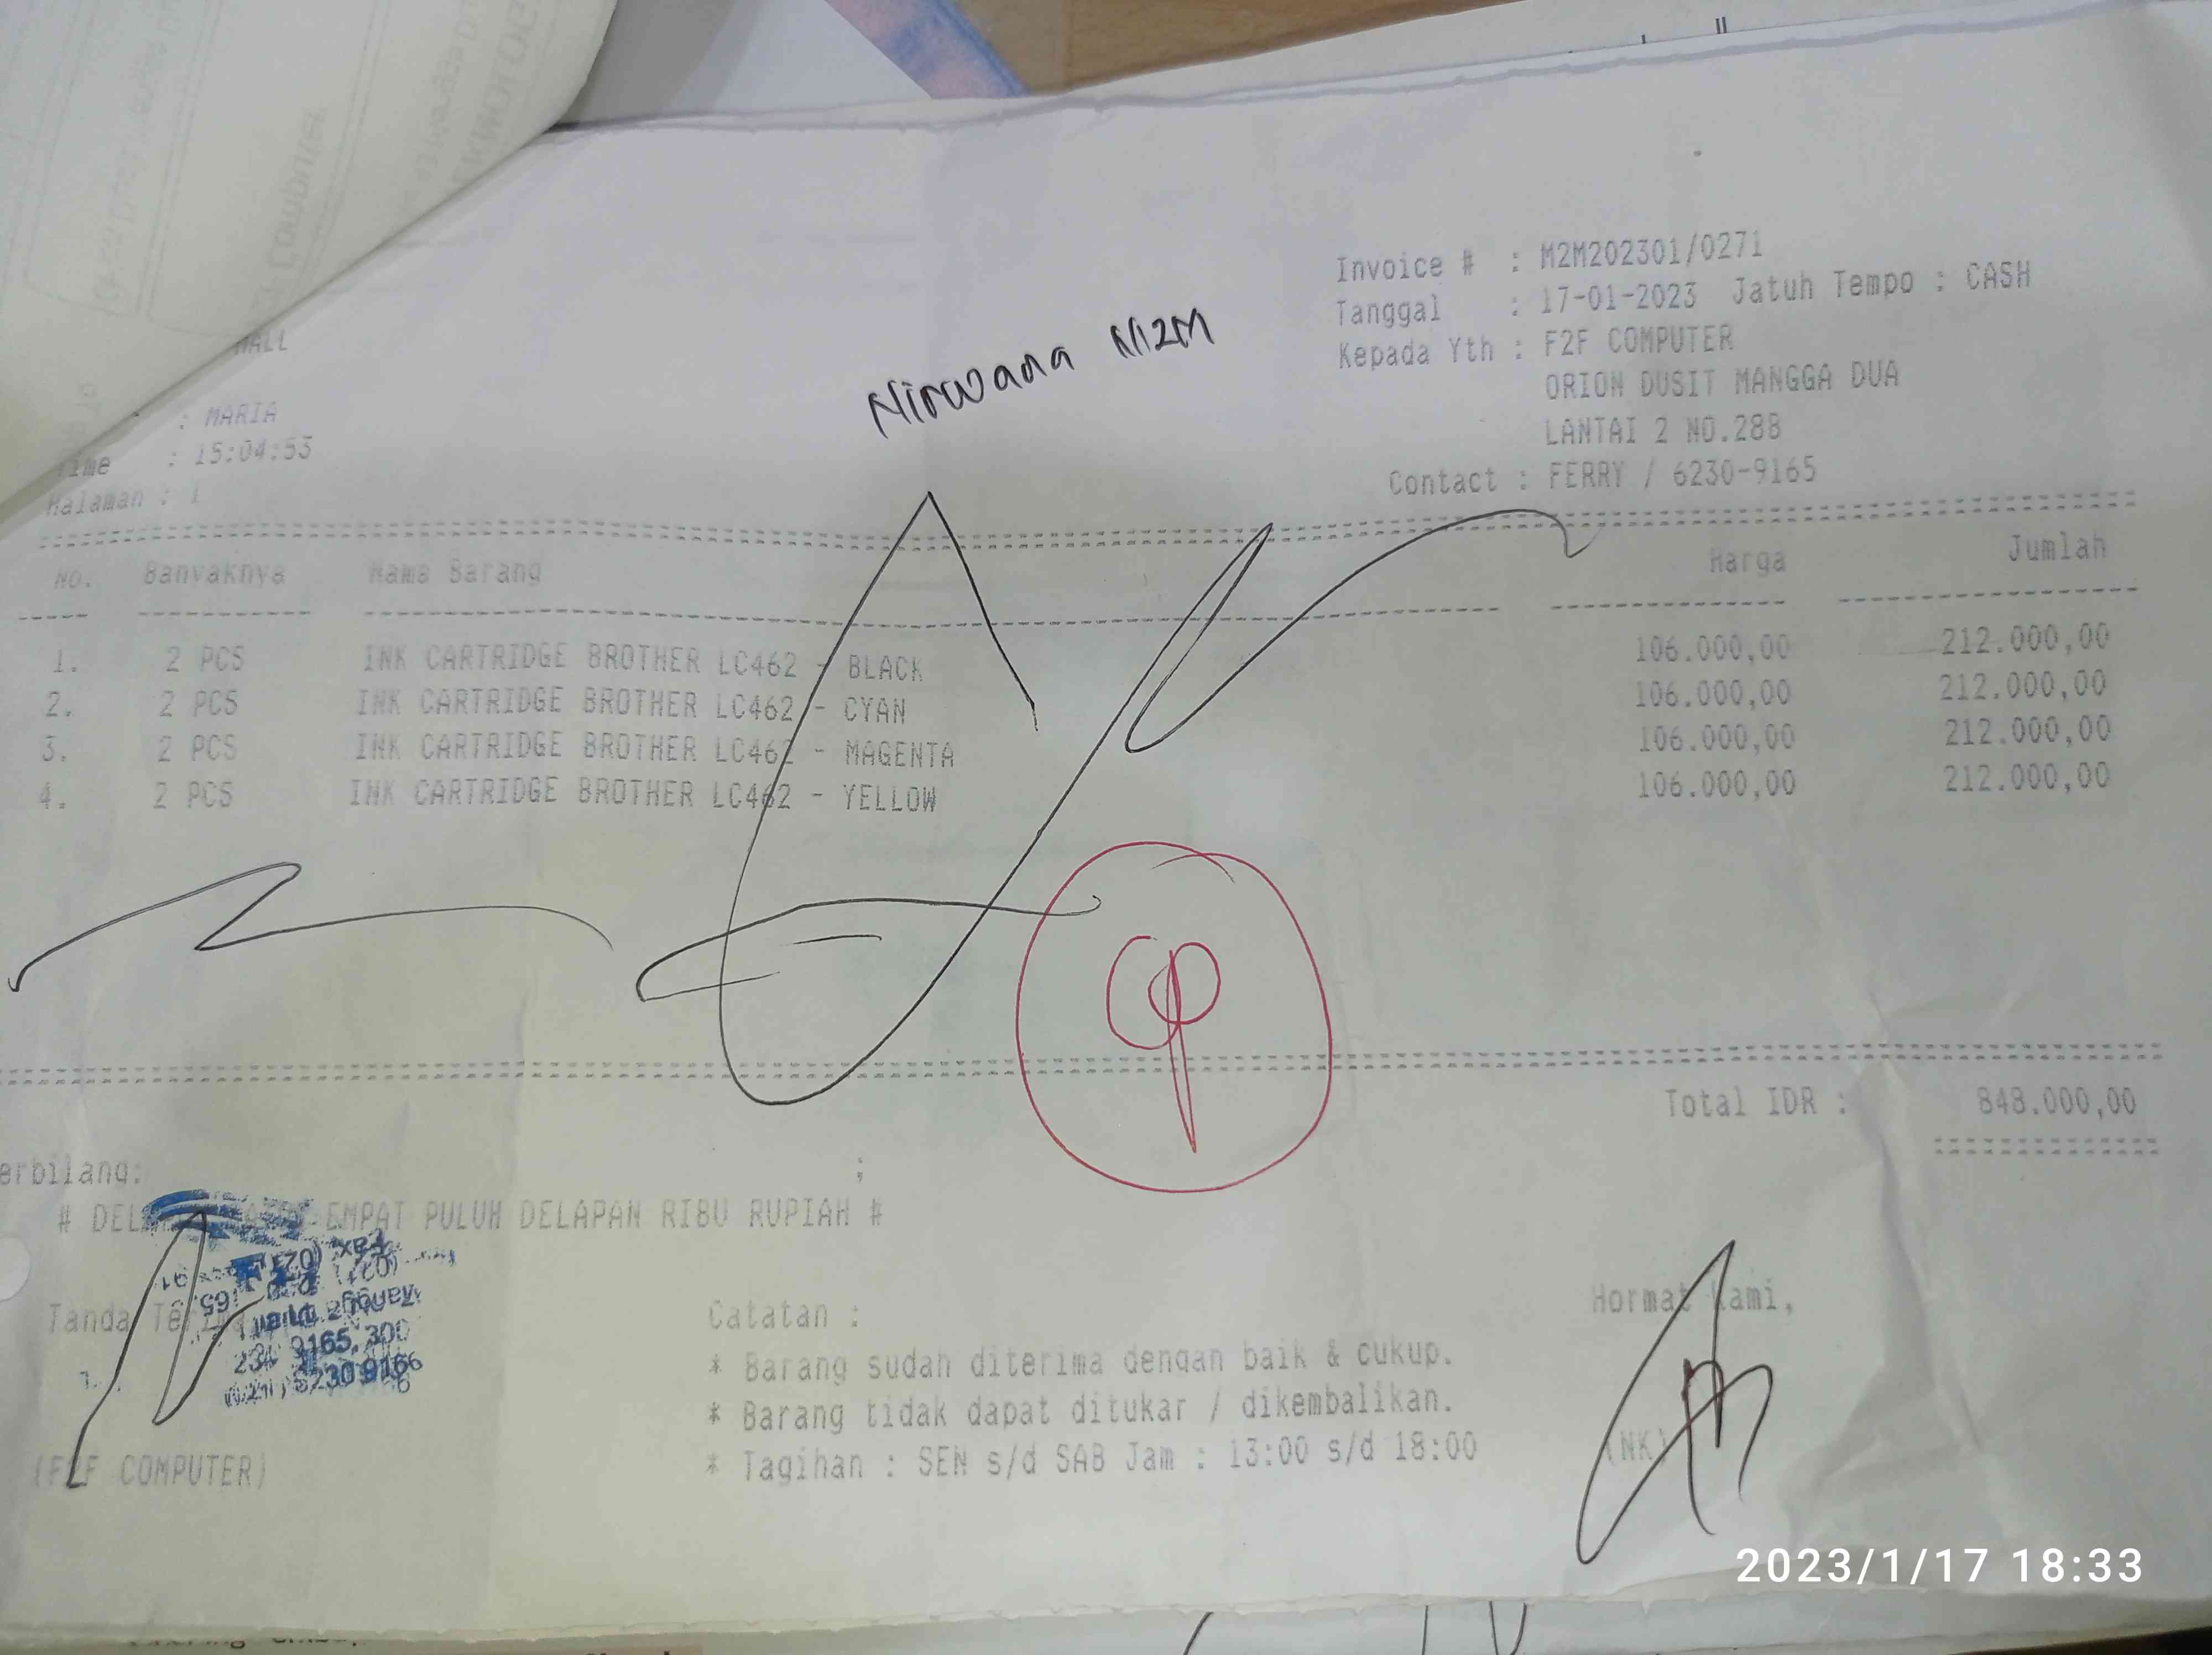 Nirwana M2M
Invoice # : M2M202301/0271
Tanggal : 17-01-2023 Jatuh Tempo : CASH
Kepada Yth : F2F COMPUTER
ORION DUSIT MANGGA DUA
LANTAI 2 NO.28B
Contact : FERRY / 6230-9165
: MARIA
Time : 15:04:53
Halaman : 1
No. Banyaknya Nama Barang Harga Jumlah
1. 2 PCS INK CARTRIDGE BROTHER LC462 - BLACK 106.000,00 212.000,00
2. 2 PCS INK CARTRIDGE BROTHER LC462 - CYAN 106.000,00 212.000,00
3. 2 PCS INK CARTRIDGE BROTHER LC462 - MAGENTA 106.000,00 212.000,00
4. 2 PCS INK CARTRIDGE BROTHER LC462 - YELLOW 106.000,00 212.000,00
Total IDR : 848.000,00
erbilang:
# EMPAT PULUH DELAPAN RIBU RUPIAH #
Tanda
Catatan :
Hormat Kami,
* Barang sudah diterima dengan baik & cukup.
* Barang tidak dapat ditukar / dikembalikan.
* Tagihan : SEN s/d SAB Jam : 13:00 s/d 18:00
(F2F COMPUTER)
(NK)
2023/1/17 18:33